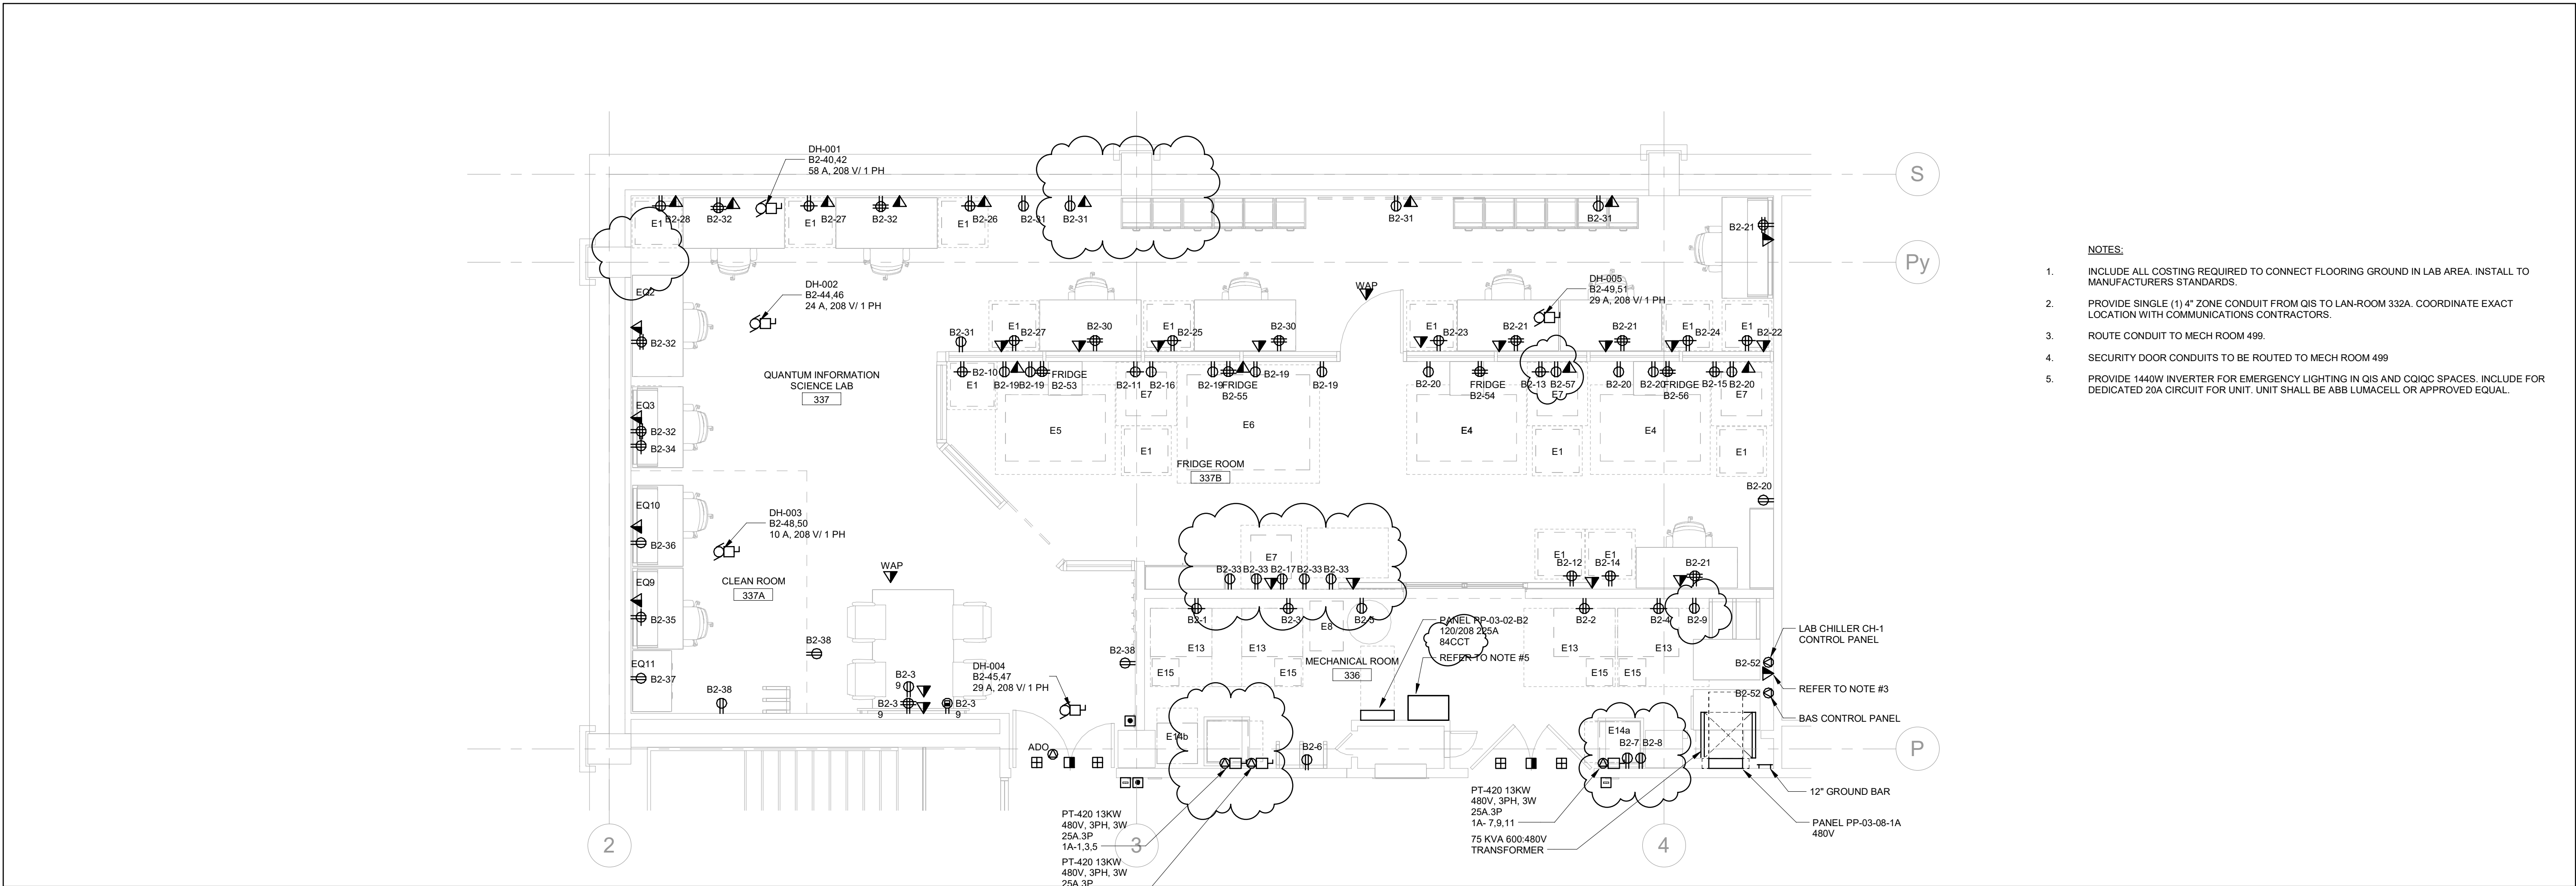 DH-001
B2-40,42
58 A, 208 V/ 1 PH
S
E1
B2-28
B2-32
E1
B2-27
B2-32
E1
B2-26
B2-31
B2-31
B2-31
B2-31
B2-21
Py
EQ2
DH-002
B2-44,46
24 A, 208 V/ 1 PH
WAP
DH-005
B2-49,51
29 A, 208 V/ 1 PH
B2-32
B2-31
E1
B2-27
B2-30
E1
B2-25
B2-30
E1
B2-23
B2-21
B2-21
E1
B2-24
E1
B2-22
QUANTUM INFORMATION
SCIENCE LAB
337
B2-10
E1
B2-19
B2-19
FRIDGE
B2-53
B2-11
B2-16
E7
B2-19
FRIDGE
B2-55
B2-19
B2-19
B2-20
FRIDGE
B2-54
B2-13
B2-57
E7
B2-20
B2-20
FRIDGE
B2-56
B2-15
B2-20
E7
EQ3
B2-32
B2-34
E5
E1
E6
E4
E1
E4
E1
FRIDGE ROOM
337B
B2-20
EQ10
B2-36
DH-003
B2-48,50
10 A, 208 V/ 1 PH
CLEAN ROOM
337A
WAP
EQ9
B2-35
E7
B2-33
B2-33
B2-17
B2-33
B2-33
E1
E1
B2-12
B2-14
B2-21
B2-1
B2-3
B2-5
E8
B2-2
B2-4
B2-9
PANEL PP-03-02-B2
120/208 225A
84CCT
REFER TO NOTE #5
LAB CHILLER CH-1
CONTROL PANEL
B2-38
B2-38
E13
E13
E13
E13
MECHANICAL ROOM
336
E15
E15
E15
E15
B2-52
B2-52
REFER TO NOTE #3
BAS CONTROL PANEL
EQ11
B2-37
B2-38
B2-3
9
B2-3
9
B2-3
9
DH-004
B2-45,47
29 A, 208 V/ 1 PH
ADO
E14b
B2-6
E14a
B2-7
B2-8
P
12" GROUND BAR
PANEL PP-03-08-1A
480V
PT-420 13KW
480V, 3PH, 3W
25A.3P
1A-1,3,5
PT-420 13KW
480V, 3PH, 3W
25A.3P
PT-420 13KW
480V, 3PH, 3W
25A.3P
1A- 7,9,11
75 KVA 600:480V
TRANSFORMER
2
3
4
NOTES:
1. INCLUDE ALL COSTING REQUIRED TO CONNECT FLOORING GROUND IN LAB AREA. INSTALL TO
MANUFACTURERS STANDARDS.
2. PROVIDE SINGLE (1) 4" ZONE CONDUIT FROM QIS TO LAN-ROOM 332A. COORDINATE EXACT
LOCATION WITH COMMUNICATIONS CONTRACTORS.
3. ROUTE CONDUIT TO MECH ROOM 499.
4. SECURITY DOOR CONDUITS TO BE ROUTED TO MECH ROOM 499
5. PROVIDE 1440W INVERTER FOR EMERGENCY LIGHTING IN QIS AND CQIQC SPACES. INCLUDE FOR
DEDICATED 20A CIRCUIT FOR UNIT. UNIT SHALL BE ABB LUMACELL OR APPROVED EQUAL.